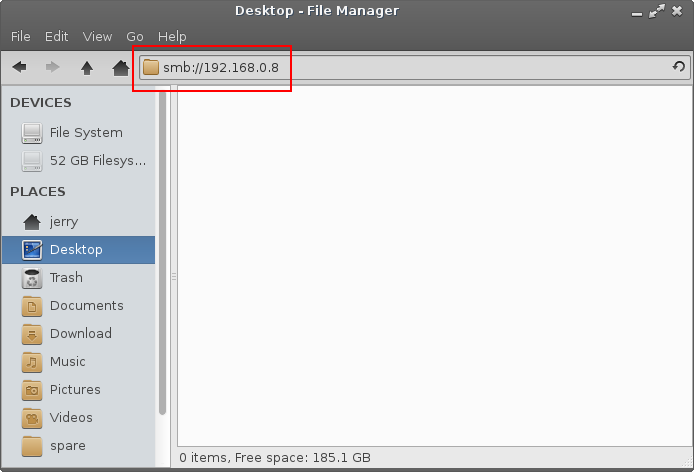 Desktop - File Manager
File Edit View Go Help
smb://192.168.0.8
DEVICES
File System
52 GB Filesys...
PLACES
jerry
Desktop
Trash
Documents
Download
Music
Pictures
Videos
spare
0 items, Free space: 185.1 GB